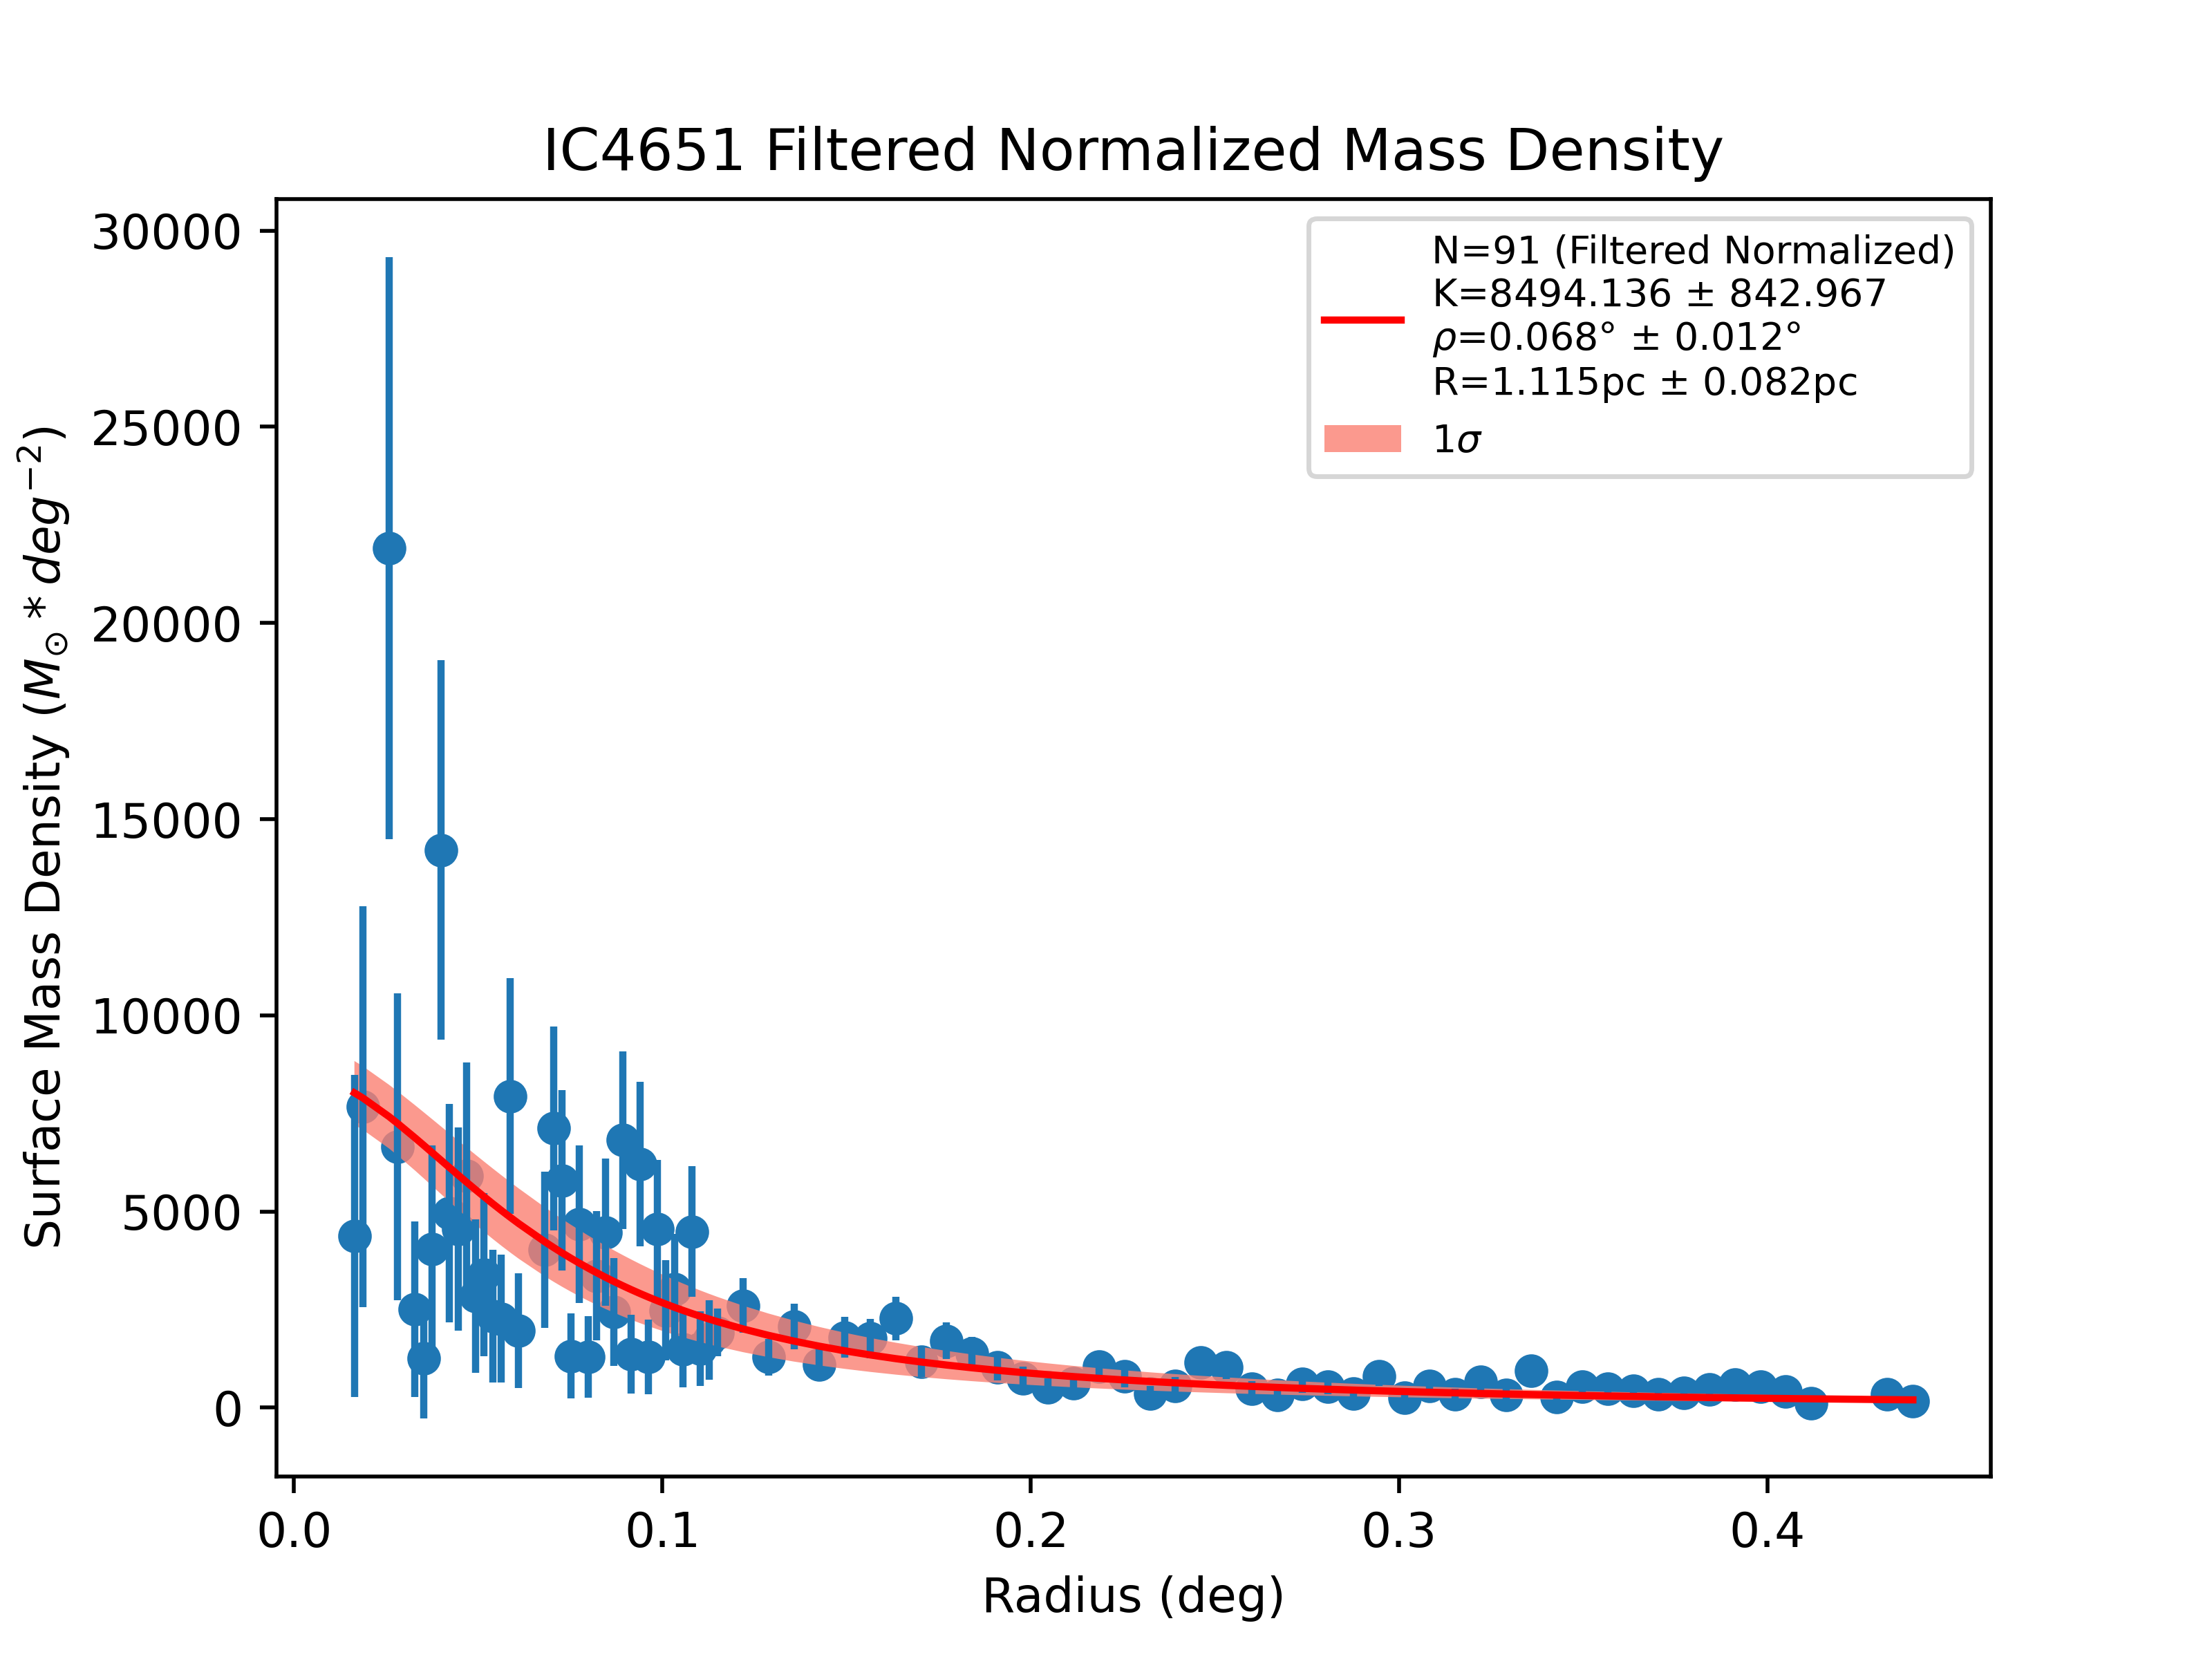 IC4651 Filtered Normalized Mass Density
30000
25000
20000
15000
10000
5000
0
Surface Mass Density ($M_{\odot} * deg^{-2}$)
N=91 (Filtered Normalized)
K=8494.136 ± 842.967
ρ=0.068° ± 0.012°
R=1.115pc ± 0.082pc
1σ
0.0 0.1 0.2 0.3 0.4
Radius (deg)